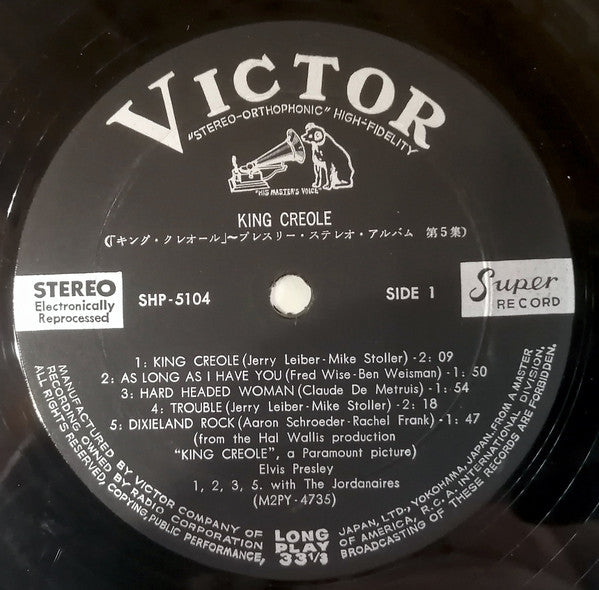 VICTOR
"STEREO-ORTHOPHONIC" HIGH-FIDELITY
"HIS MASTER'S VOICE"
KING CREOLE
(「キング・クレオール」~プレスリー・ステレオ・アルバム 第5集)
STEREO
Electronically
Reprocessed
SHP-5104
SIDE 1
Super
RECORD
1: KING CREOLE (Jerry Leiber-Mike Stoller) - 2: 09
2: AS LONG AS I HAVE YOU (Fred Wise-Ben Weisman) - 1: 50
3: HARD HEADED WOMAN (Claude De Metruis) - 1: 54
4: TROUBLE (Jerry Leiber-Mike Stoller) - 2: 18
5: DIXIELAND ROCK (Aaron Schroeder-Rachel Frank) - 1: 47
(from the Hal Wallis production
"KING CREOLE", a Paramount picture)
Elvis Presley
1, 2, 3, 5. with The Jordanaires
(M2PY-4735)
MANUFACTURED BY VICTOR COMPANY OF JAPAN, LTD., YOKOHAMA, JAPAN. FROM A MASTER
RECORDING OWNED BY RADIO CORPORATION OF AMERICA, R.C.A. INTERNATIONAL DIVISION.
ALL RIGHTS RESERVED, COPYING, PUBLIC PERFORMANCE, BROADCASTING OF THESE RECORDS ARE FORBIDDEN.
LONG
PLAY
33 1/3